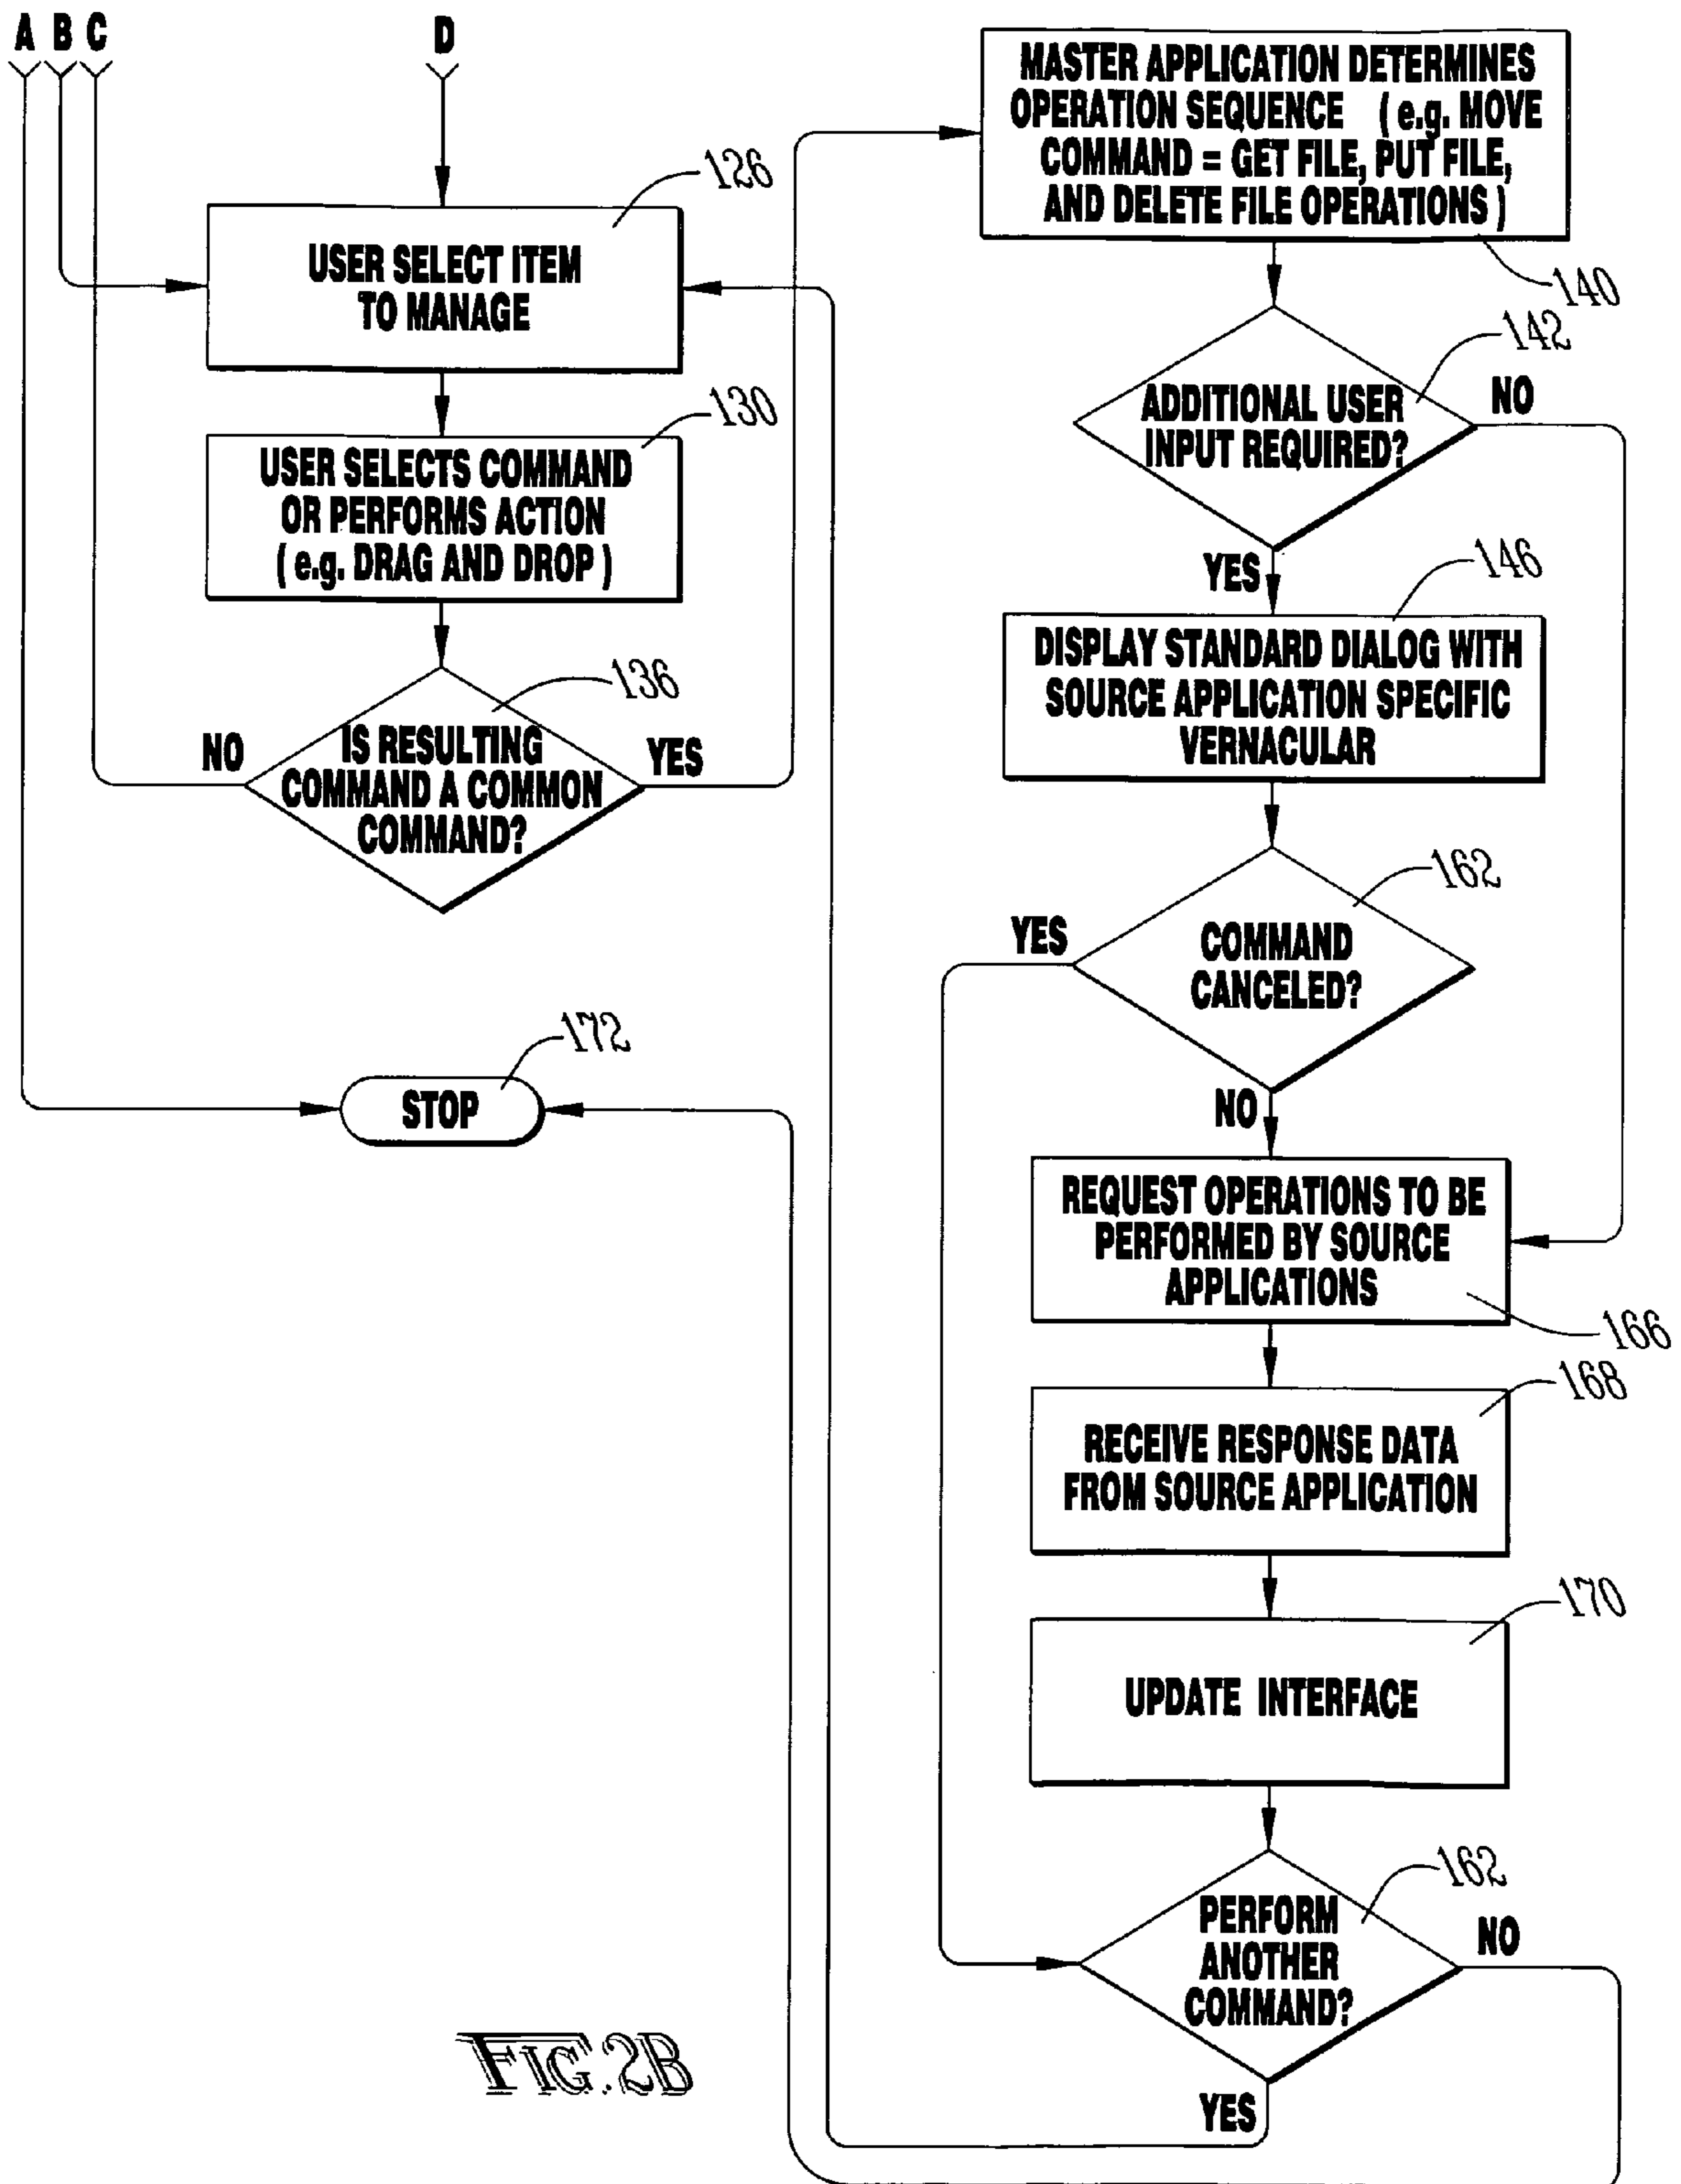 A B C
D
126
USER SELECT ITEM
TO MANAGE
130
USER SELECTS COMMAND
OR PERFORMS ACTION
( e.g. DRAG AND DROP )
136
NO
IS RESULTING
COMMAND A COMMON
COMMAND?
YES
172
STOP
MASTER APPLICATION DETERMINES
OPERATION SEQUENCE ( e.g. MOVE
COMMAND = GET FILE, PUT FILE,
AND DELETE FILE OPERATIONS )
140
142
ADDITIONAL USER
INPUT REQUIRED?
NO
YES
146
DISPLAY STANDARD DIALOG WITH
SOURCE APPLICATION SPECIFIC
VERNACULAR
162
YES
COMMAND
CANCELED?
NO
REQUEST OPERATIONS TO BE
PERFORMED BY SOURCE
APPLICATIONS
166
168
RECEIVE RESPONSE DATA
FROM SOURCE APPLICATION
170
UPDATE INTERFACE
162
PERFORM
ANOTHER
COMMAND?
NO
YES
FIG. 2B